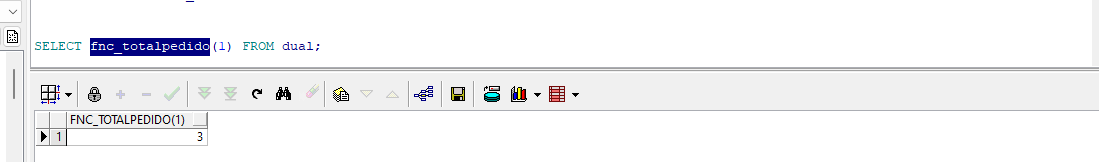 SELECT fnc_totalpedido(1) FROM dual;
FNC_TOTALPEDIDO(1)
1 3